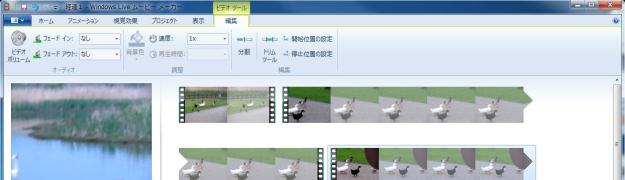 ビデオ ツール
- Windows Live ムービー メーカー
ホーム アニメーション 視覚効果 プロジェクト 表示 編集
ビデオ ボリューム
フェード イン: なし
フェード アウト: なし
オーディオ
背景色
速度: 1x
再生時間:
調整
分割
トリム ツール
開始位置の設定
停止位置の設定
編集